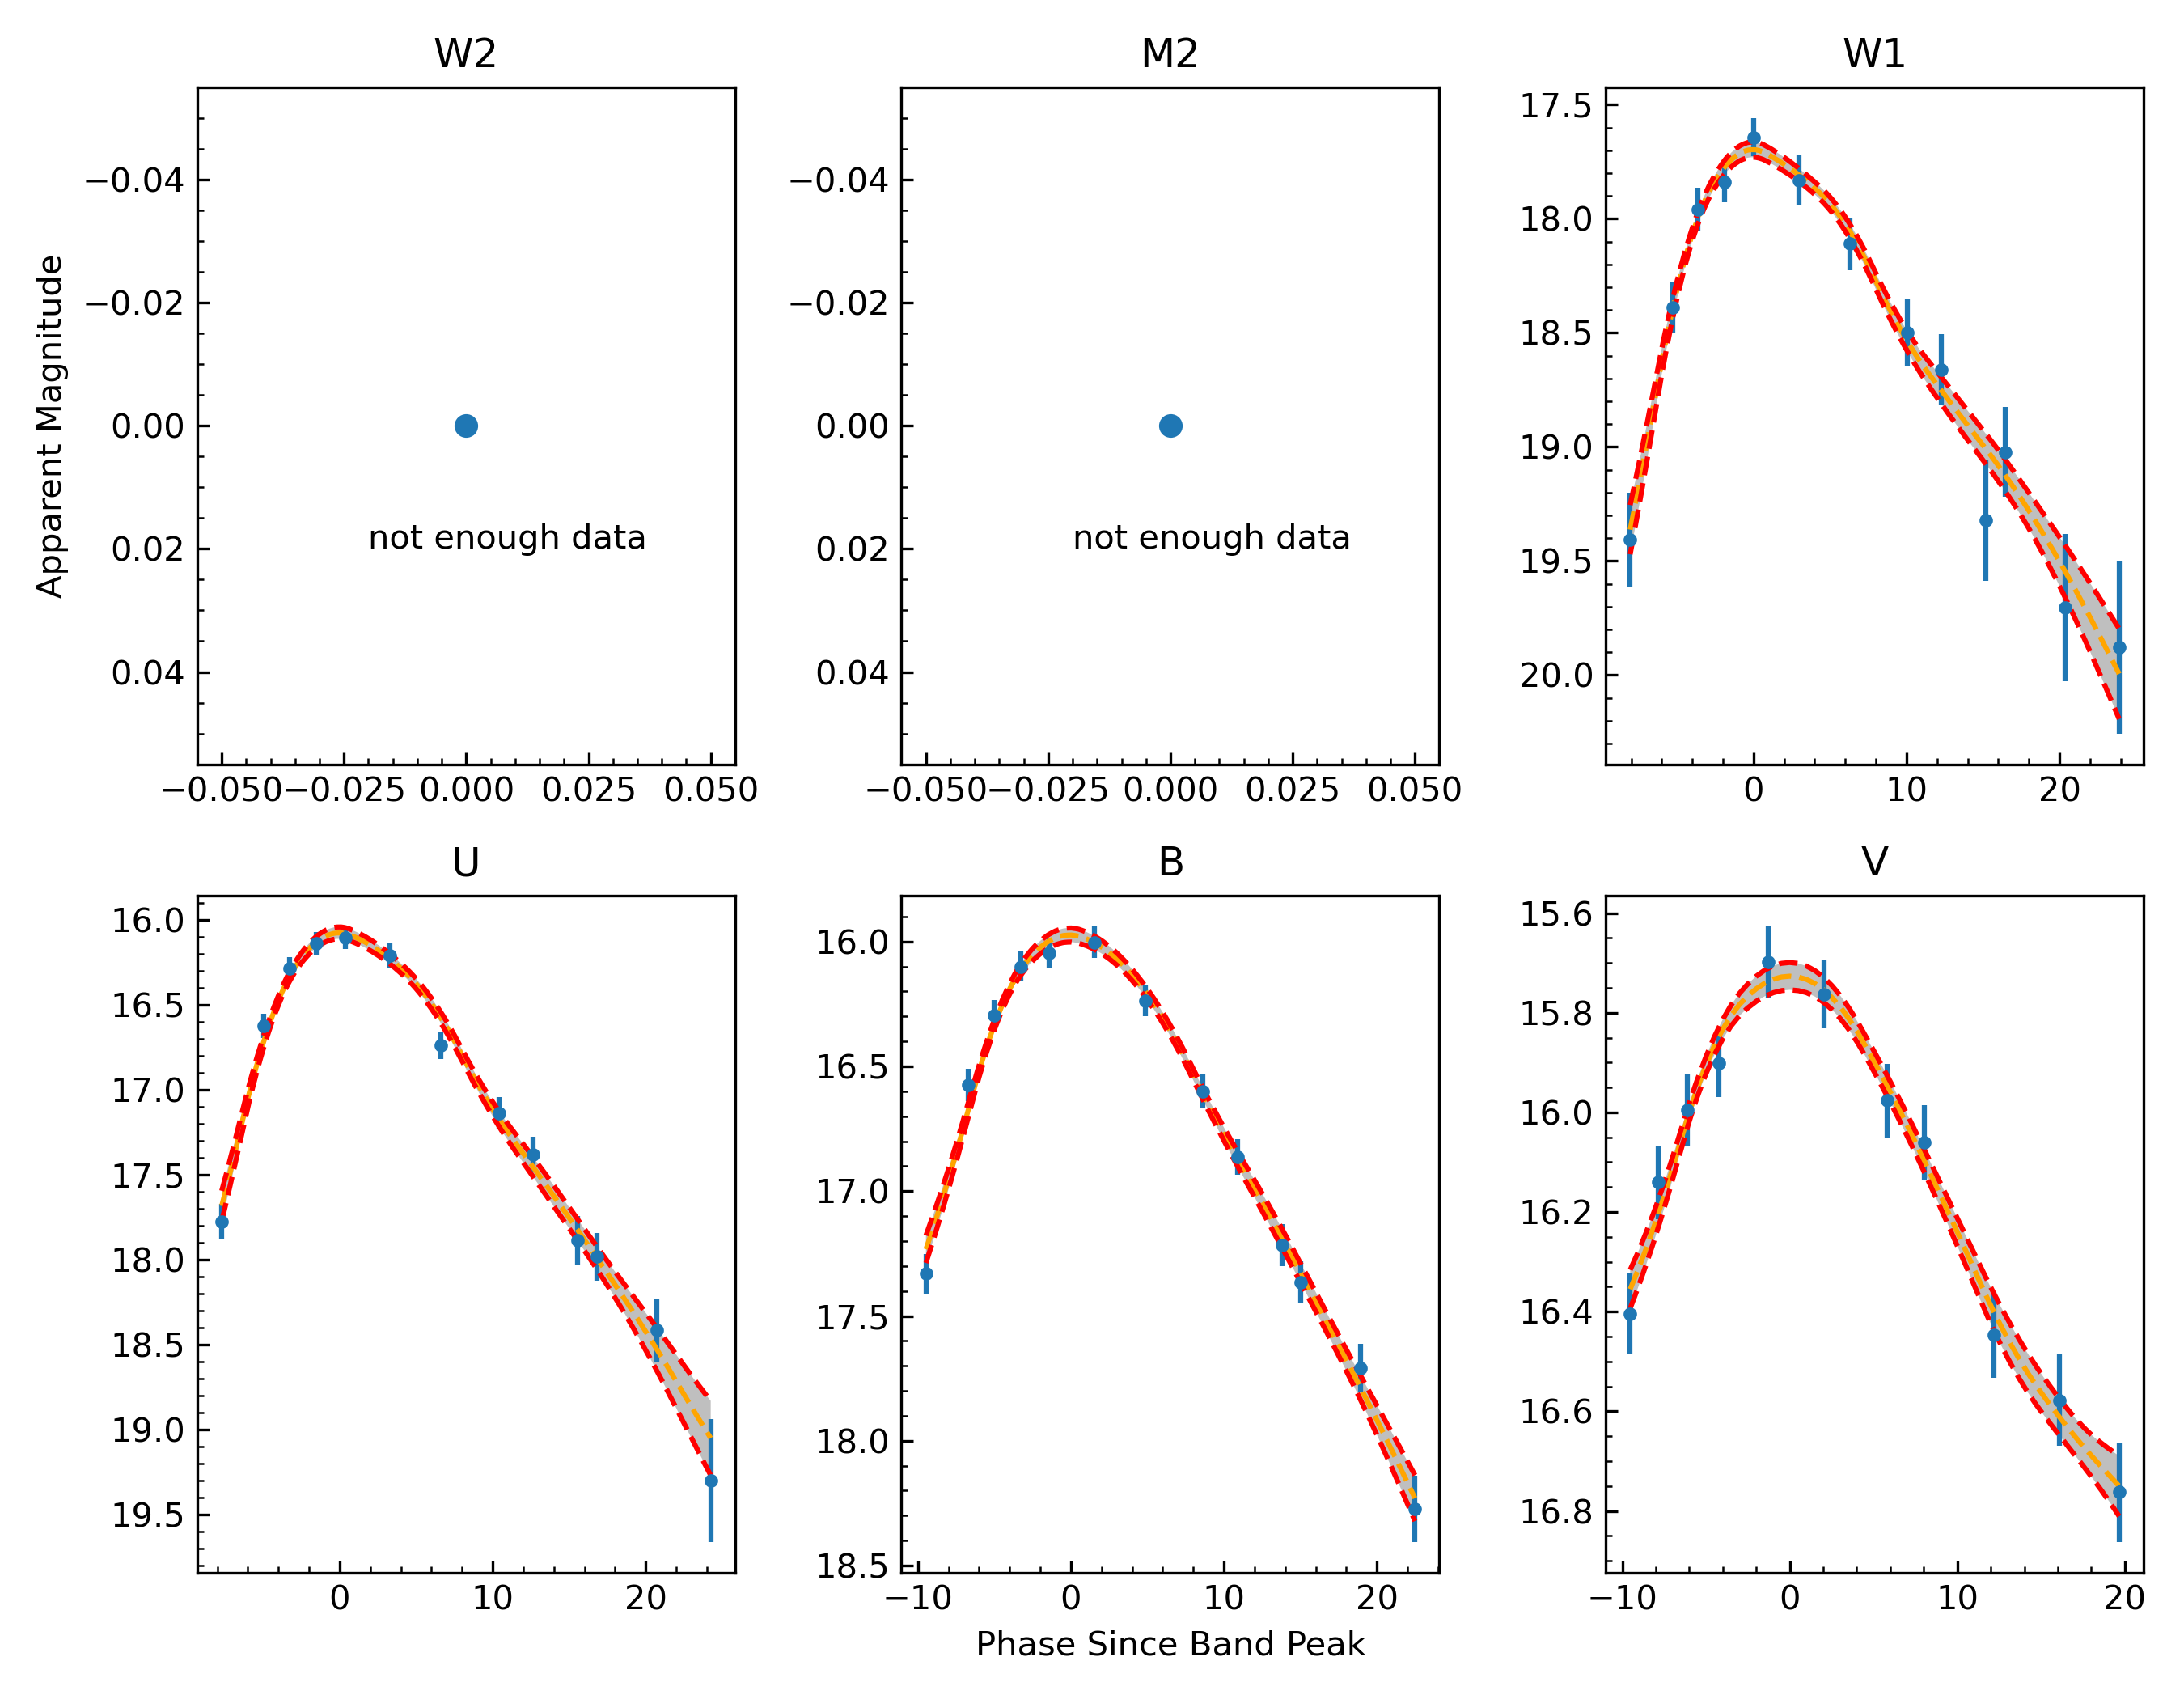 W2
M2
W1
Apparent Magnitude
−0.04
−0.02
0.00
0.02
0.04
not enough data
−0.050 −0.025 0.000 0.025 0.050
−0.04
−0.02
0.00
0.02
0.04
not enough data
−0.050 −0.025 0.000 0.025 0.050
17.5
18.0
18.5
19.0
19.5
20.0
0 10 20
U
B
V
16.0
16.5
17.0
17.5
18.0
18.5
19.0
19.5
0 10 20
16.0
16.5
17.0
17.5
18.0
18.5
−10 0 10 20
15.6
15.8
16.0
16.2
16.4
16.6
16.8
−10 0 10 20
Phase Since Band Peak